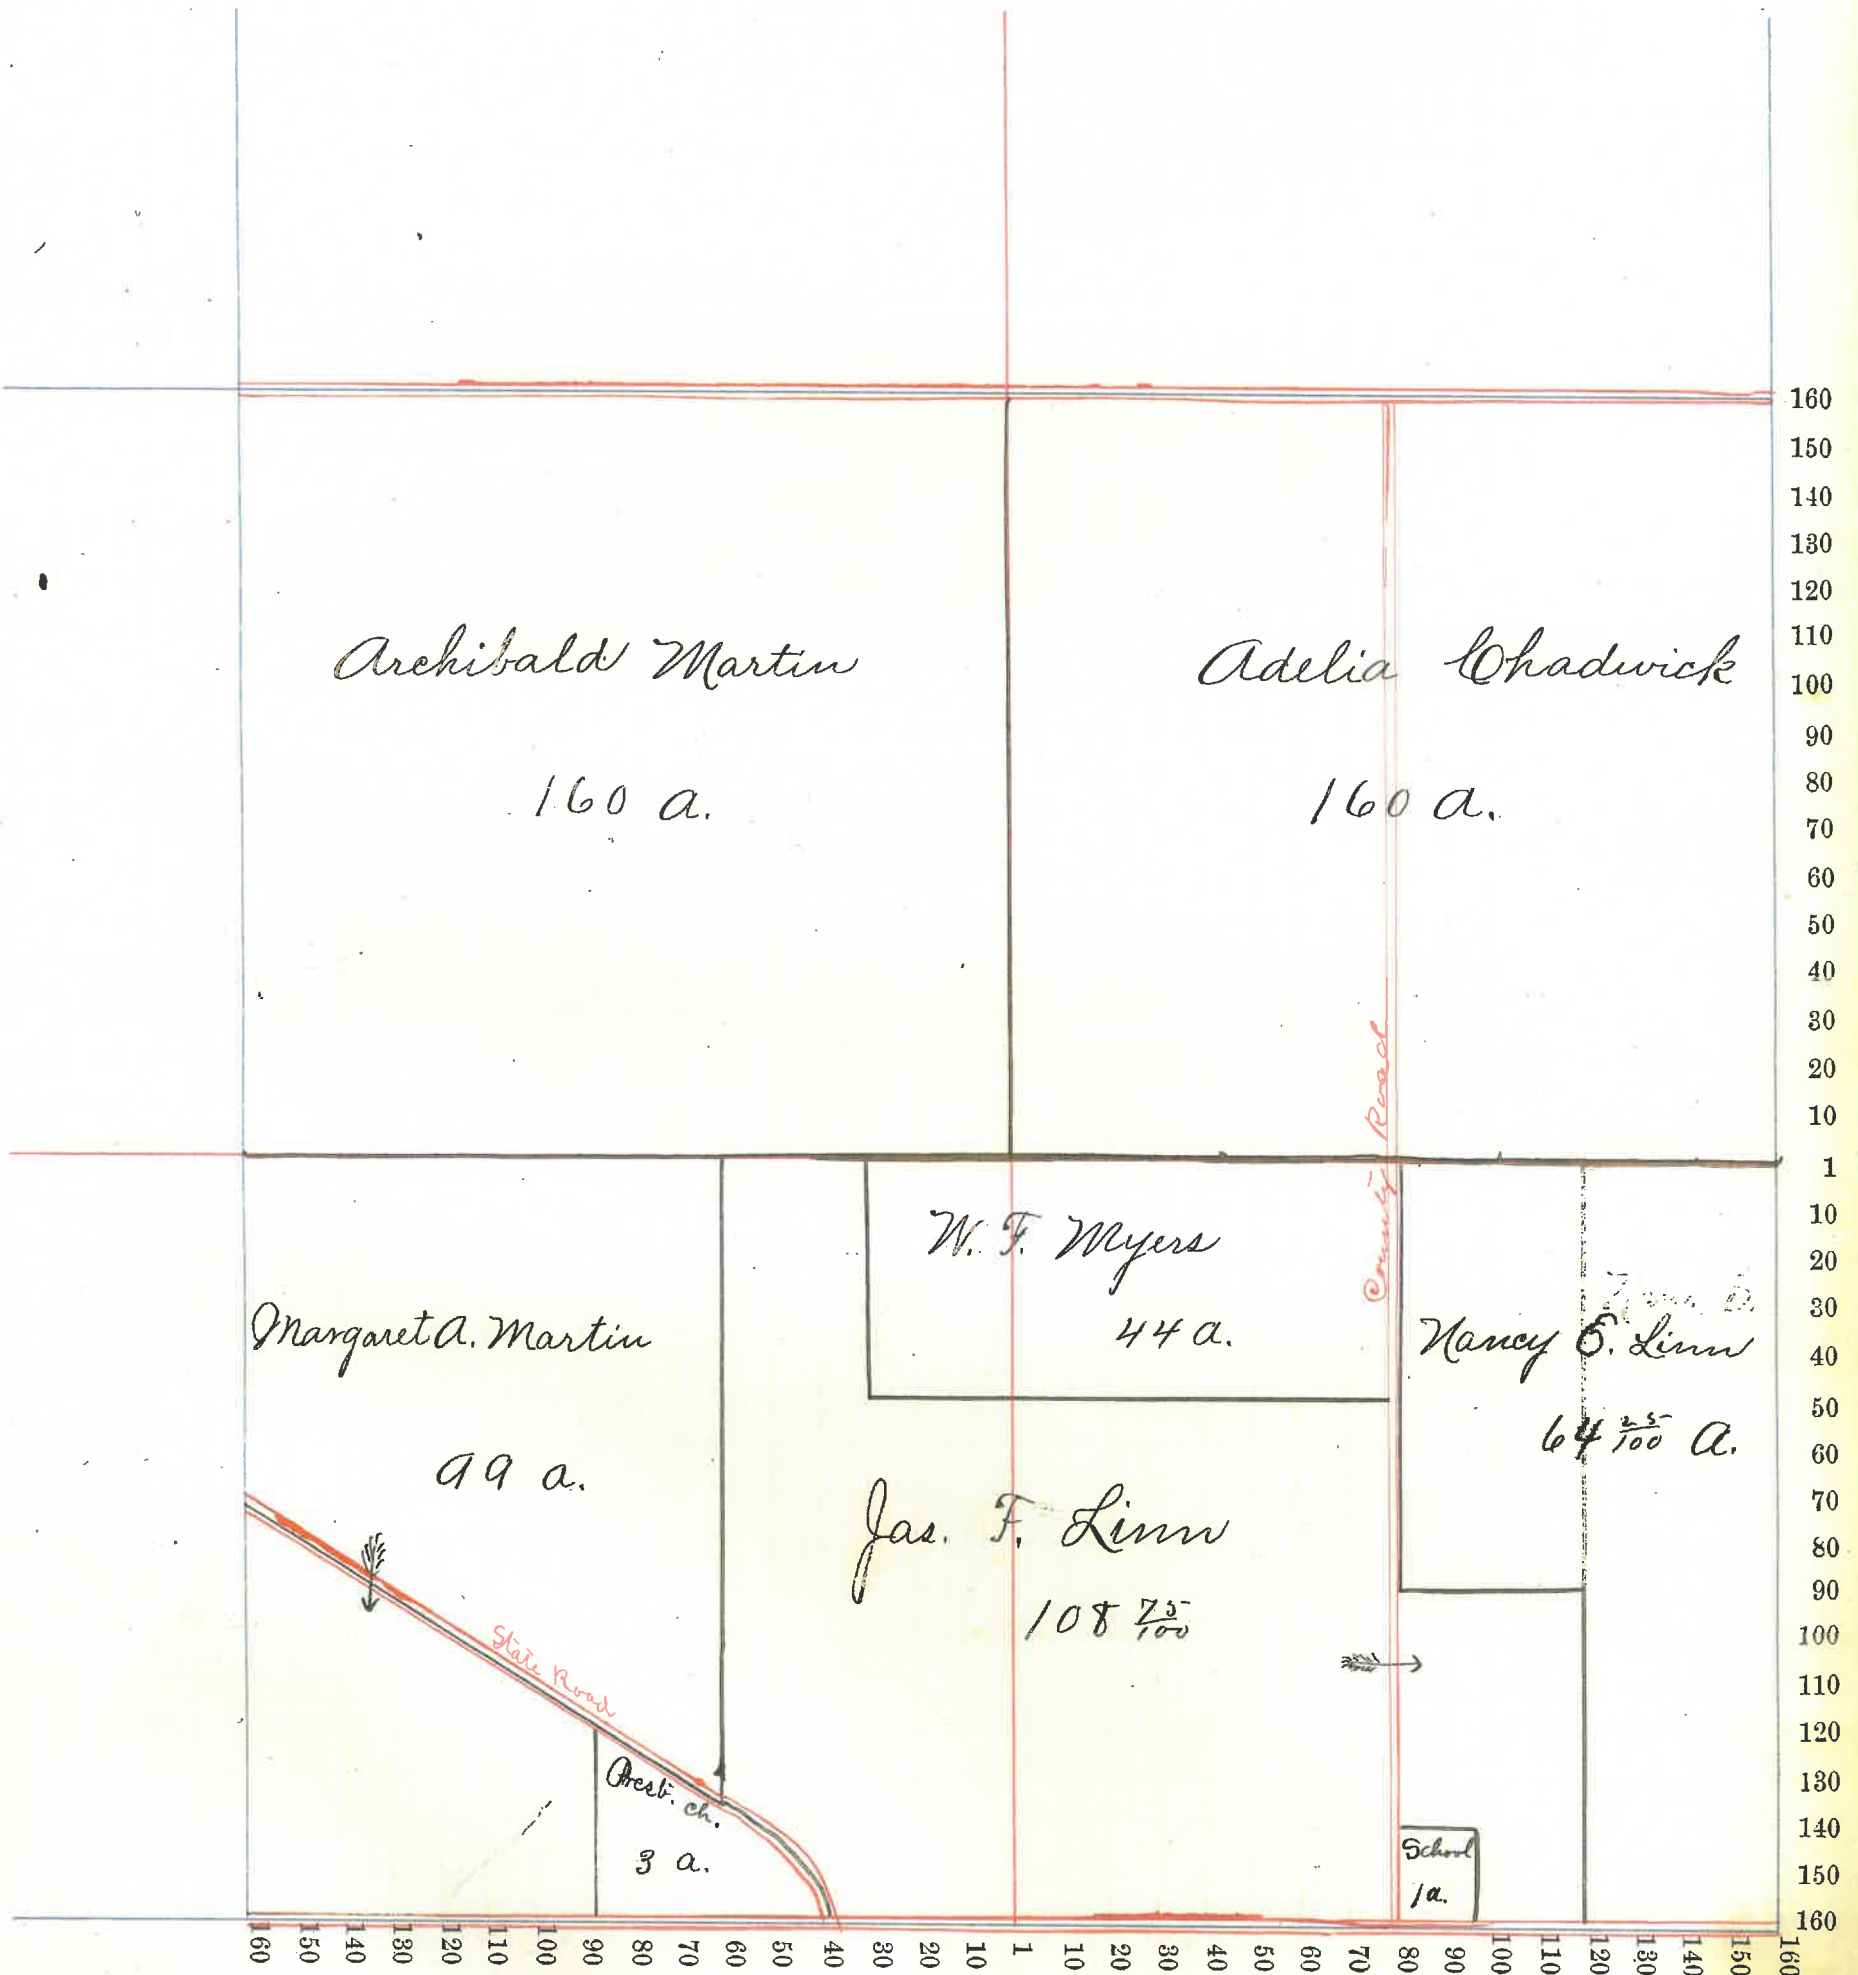 Archibald Martin
160 a.
Adelia Chadwick
160 a.
County Road
Margaret A. Martin
99 a.
W. F. Myers
44 a.
Nancy E. Linn
64 25/100 a.
Jas. F. Linn
108 75/100
State Road
Presb. ch.
3 a.
School
1 a.
160
150
140
130
120
110
100
90
80
70
60
50
40
30
20
10
1
10
20
30
40
50
60
70
80
90
100
110
120
130
140
150
160
160 150 140 130 120 110 100 90 80 70 60 50 40 30 20 10 1 10 20 30 40 50 60 70 80 90 100 110 120 130 140 150 160